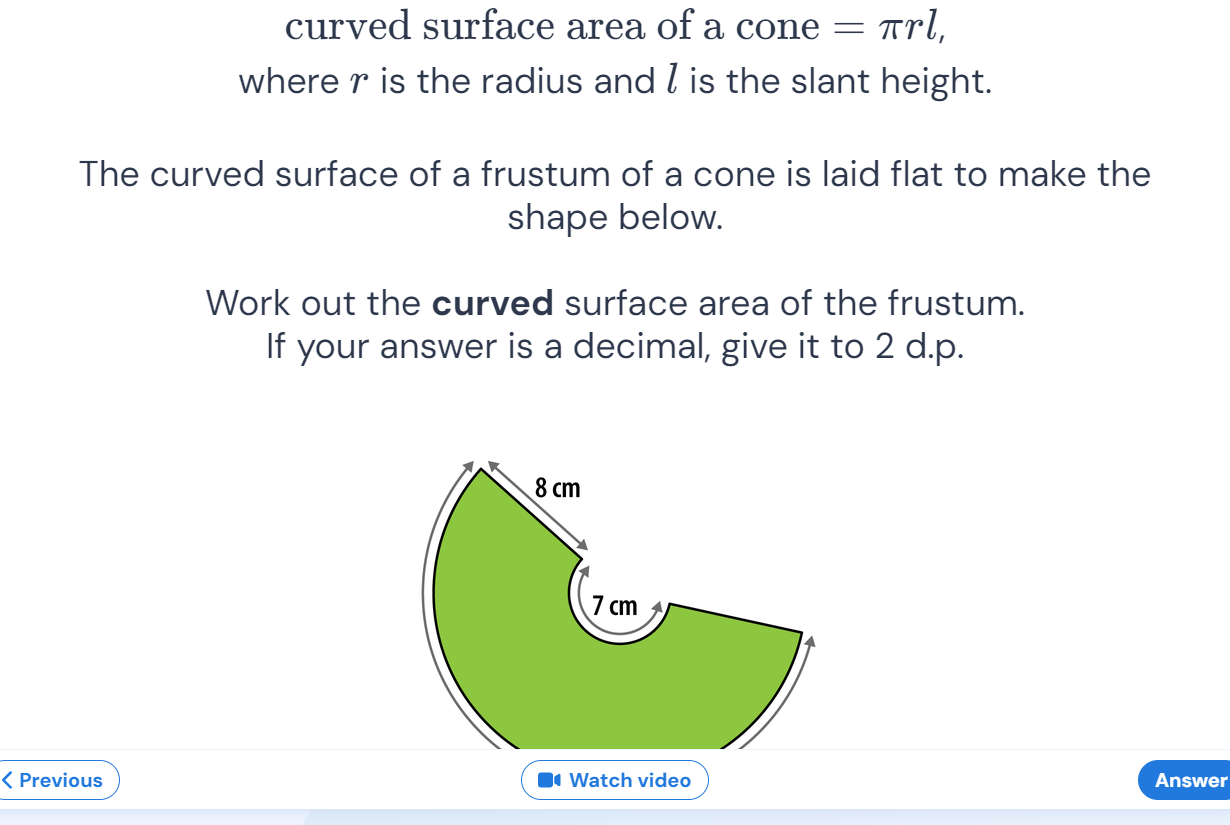 curved surface area of a cone = πrl,
where r is the radius and l is the slant height.
The curved surface of a frustum of a cone is laid flat to make the
shape below.
Work out the curved surface area of the frustum.
If your answer is a decimal, give it to 2 d.p.
8 cm
7 cm
Previous
Watch video
Answer